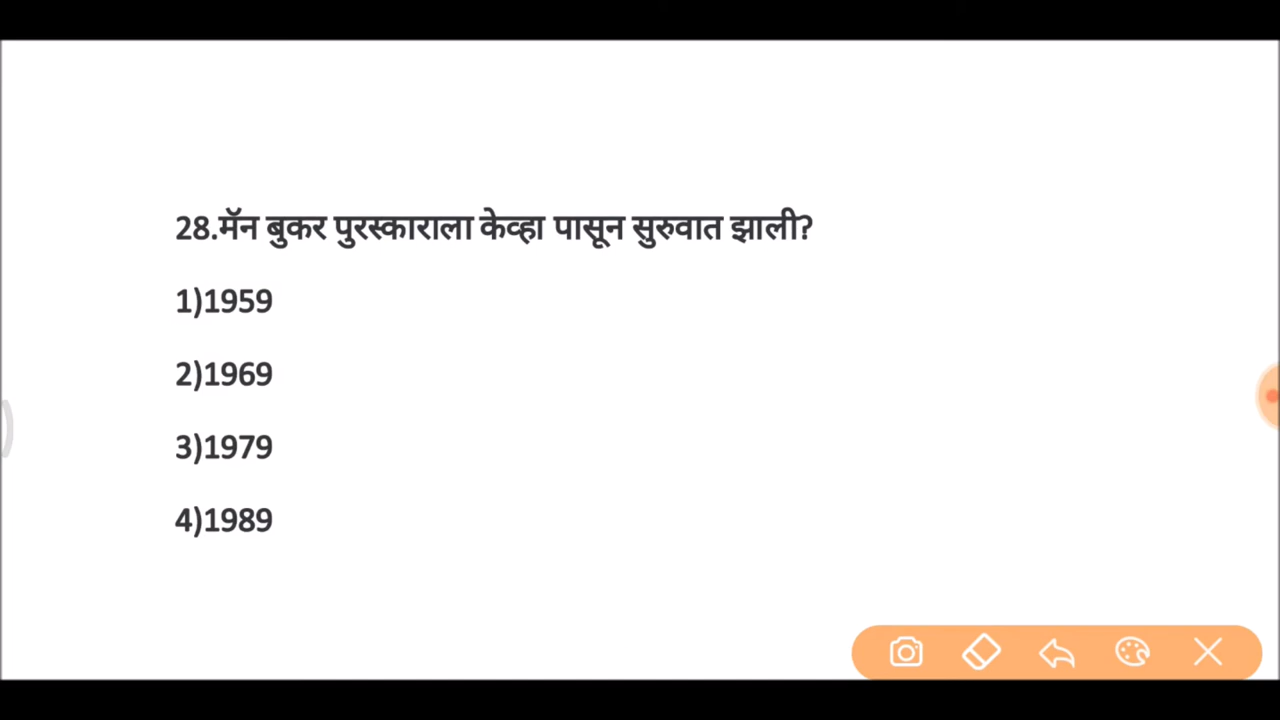 28.मॅन बुकर पुरस्काराला केव्हा पासून सुरुवात झाली?
1)1959
2)1969
3)1979
4)1989